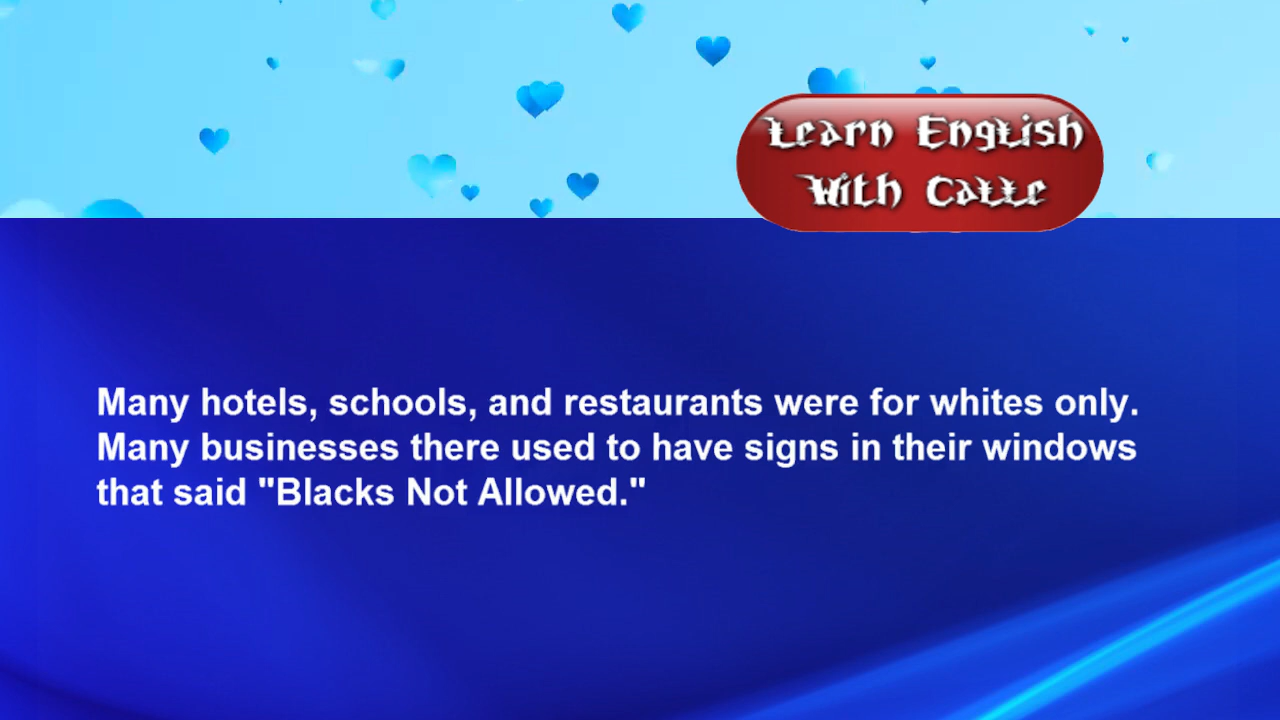 Learn English
With Catte
Many hotels, schools, and restaurants were for whites only.
Many businesses there used to have signs in their windows
that said "Blacks Not Allowed."